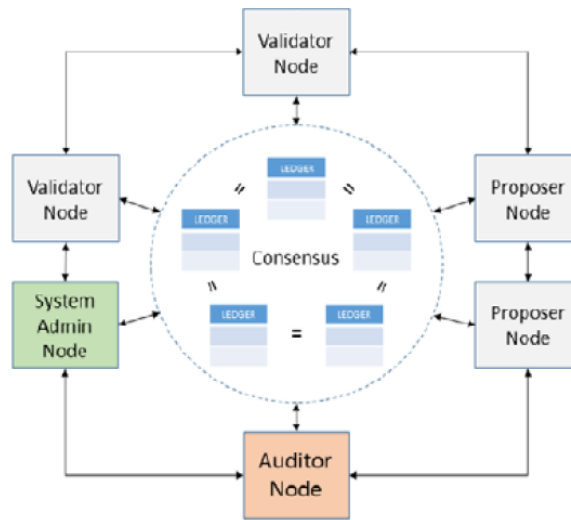 Validator
Node
Validator
Node
Proposer
Node
LEDGER
=
=
LEDGER
LEDGER
Consensus
=
=
System
Admin
Node
LEDGER
=
LEDGER
Proposer
Node
Auditor
Node